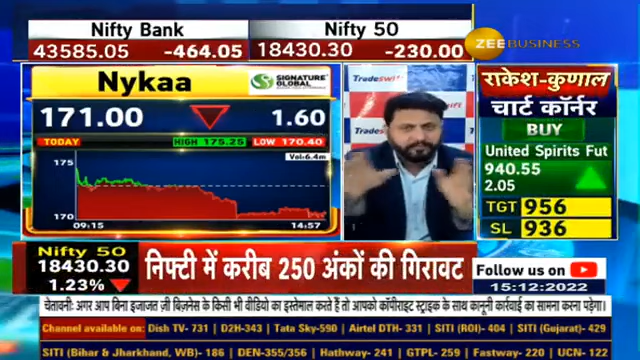 Nifty Bank
43585.05 -464.05
Nifty 50
18430.30 -230.00
ZEE BUSINESS
Nykaa
SIGNATURE GLOBAL
171.00 1.60
TODAY HIGH 175.25 LOW 170.40
Vol:6.4m
175
170
09:15 14:57
Tradeswift
राकेश-कुणाल
चार्ट कॉर्नर
BUY
United Spirits Fut
940.55
2.05
TGT 956
SL 936
Nifty 50
18430.30
1.23%
निफ्टी में करीब 250 अंकों की गिरावट
Follow us on
15:12:2022
चेतावनी: अगर आप बिना इजाजत ज़ी बिज़नेस के किसी भी वीडियो का इस्तेमाल करते हैं तो आपको कॉपीराइट स्ट्राइक के साथ कानूनी कार्रवाई का सामना करना पड़ेगा।
Channel available on: Dish TV- 731 | D2H-343 | Tata Sky-590 | Airtel DTH- 331 | SITI (ROI) - 404 | SITI (Gujarat) - 429
SITI (Bihar & Jharkhand, WB)- 186 | DEN-355/356 | Hathway-241 | GTPL-259 | Fastway-220 | UCN-122